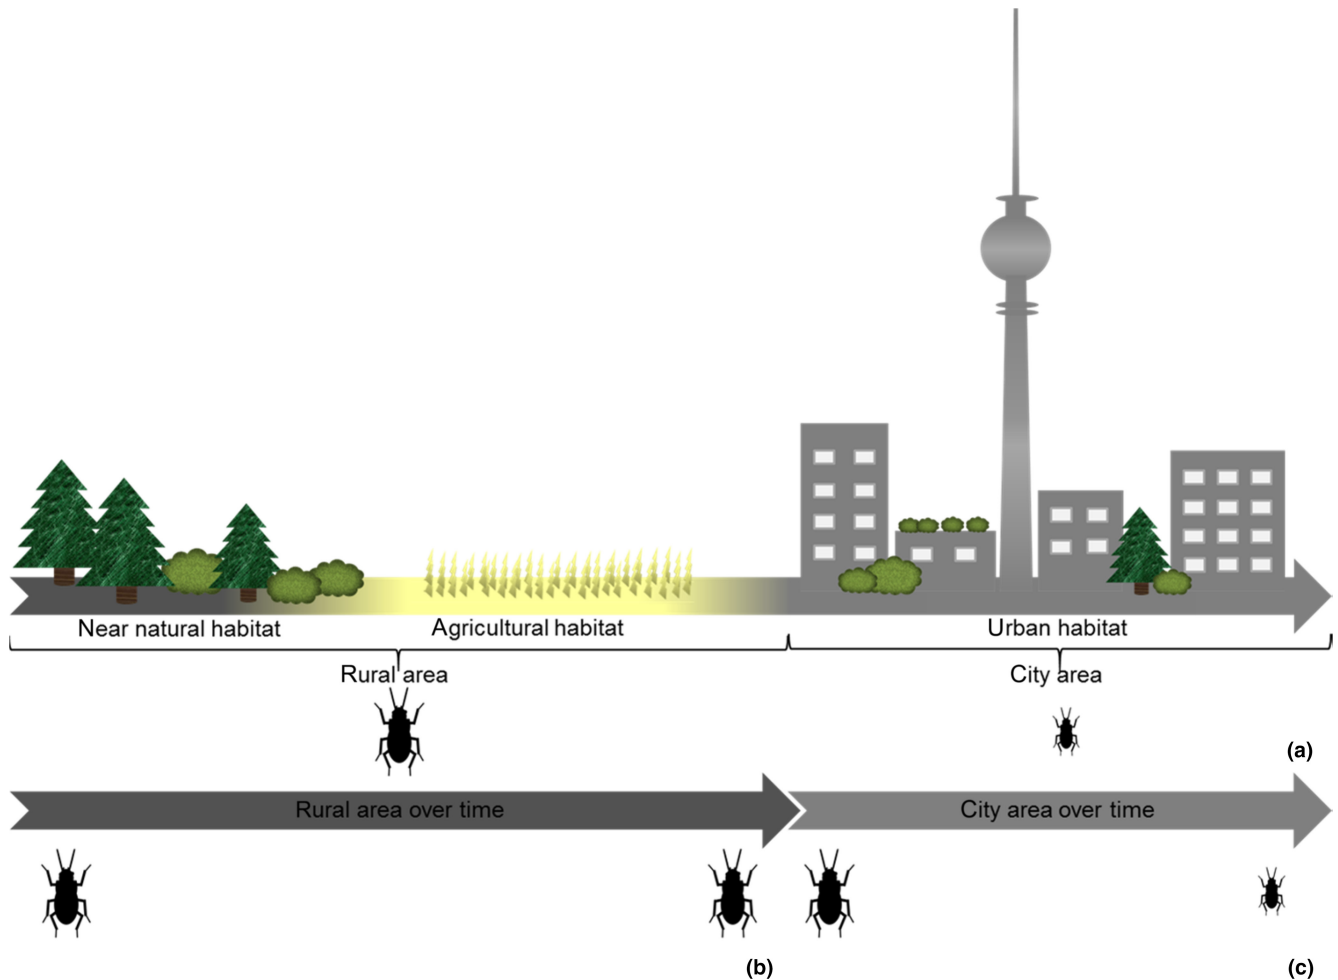 Near natural habitat
Agricultural habitat
Urban habitat
Rural area
City area
(a)
Rural area over time
City area over time
(b)
(c)